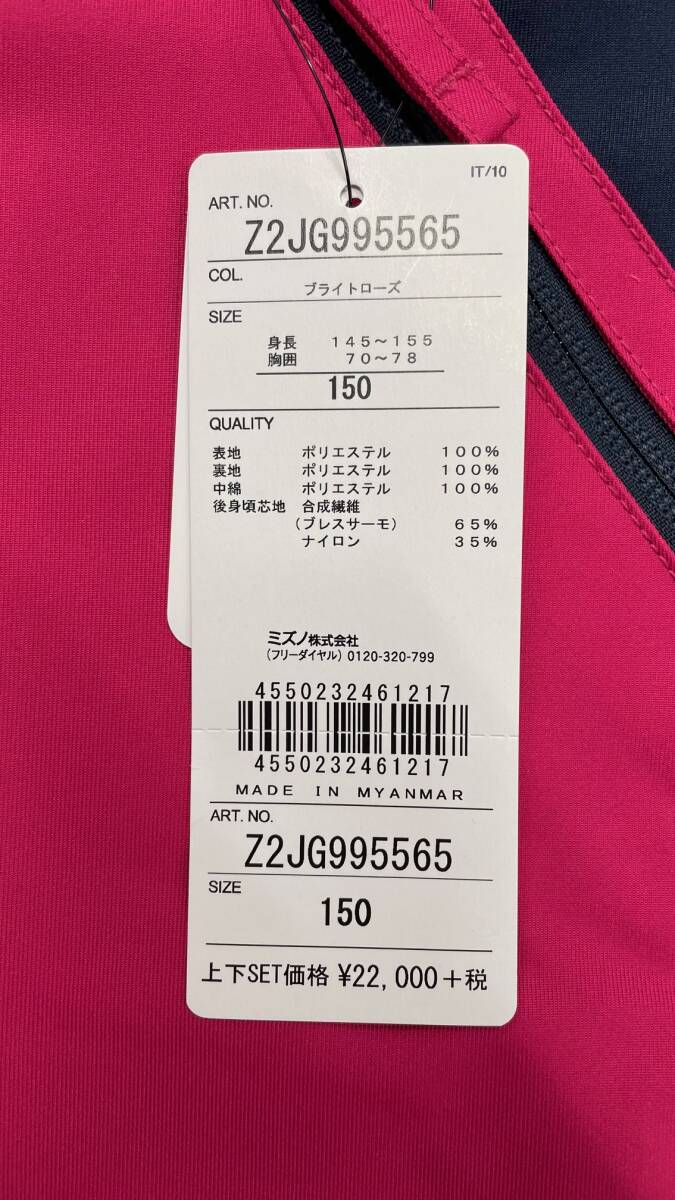 IT/10
ART. NO.
Z2JG995565
COL.
ブライトローズ
SIZE
身長 145～155
胸囲 70～78
150
QUALITY
表地 ポリエステル 100%
裏地 ポリエステル 100%
中綿 ポリエステル 100%
後身頃芯地 合成繊維
(ブレスサーモ) 65%
ナイロン 35%
ミズノ株式会社
(フリーダイヤル) 0120-320-799
4550232461217
4550232461217
MADE IN MYANMAR
ART. NO.
Z2JG995565
SIZE
150
上下SET価格 ¥22,000+税